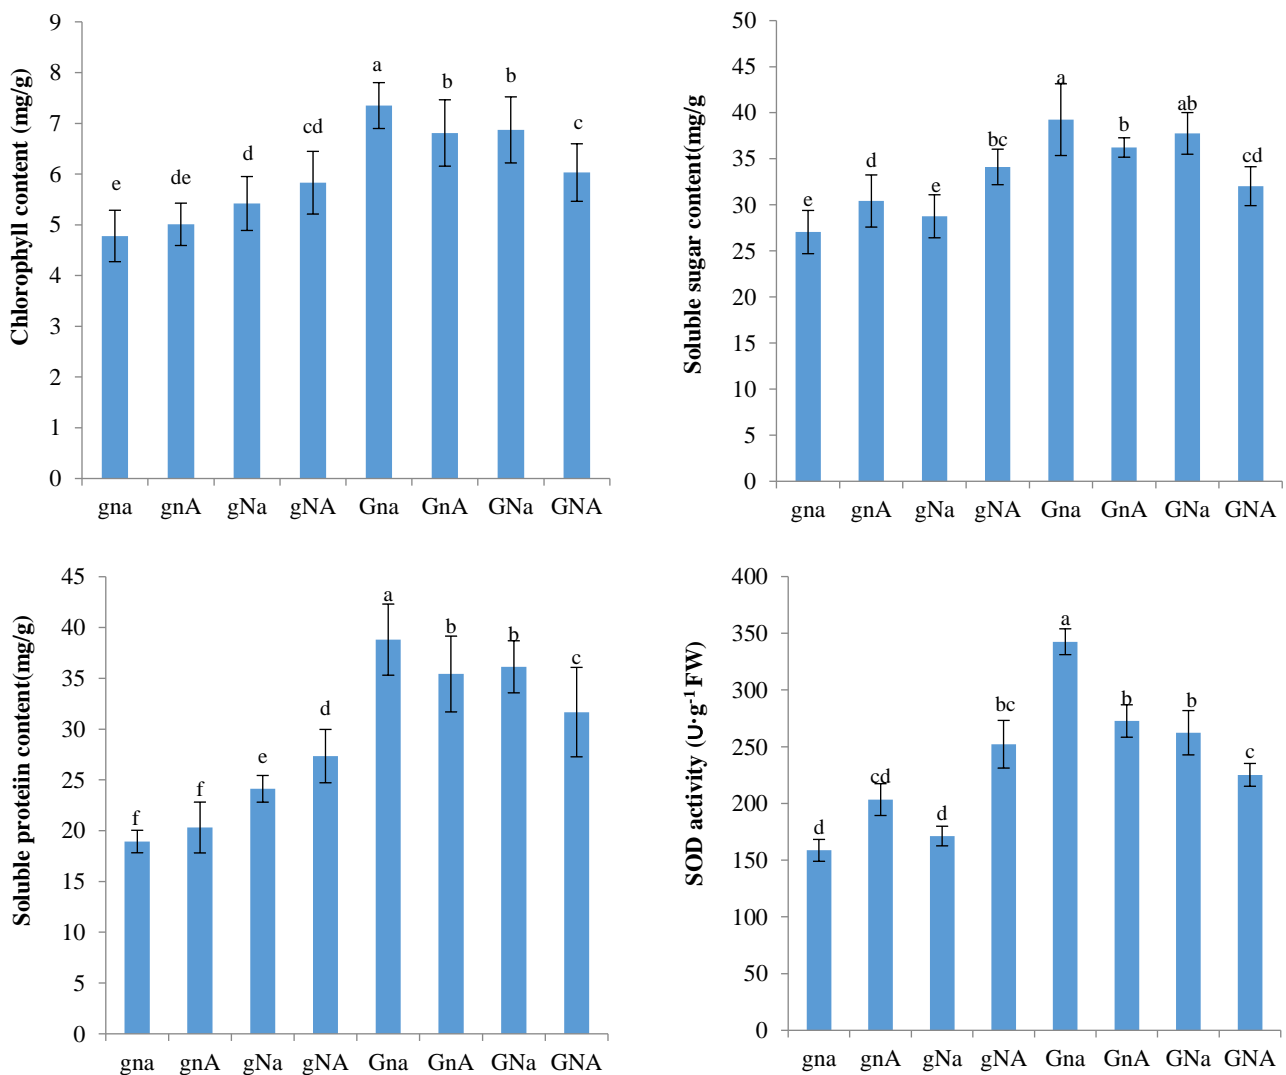 Chlorophyll content (mg/g)
9
8
7
6
5
4
3
2
1
0
e
de
d
cd
a
b
b
c
gna gnA gNa gNA Gna GnA GNa GNA
Soluble sugar content(mg/g
50
45
40
35
30
25
20
15
10
5
0
e
d
e
bc
a
b
ab
cd
gna gnA gNa gNA Gna GnA GNa GNA
Soluble proteiin content(mg/g)
45
40
35
30
25
20
15
10
5
0
f
f
e
d
a
b
b
c
gna gnA gNa gNA Gna GnA GNa GNA
SOD activity (U·g⁻¹FW)
400
350
300
250
200
150
100
50
0
d
cd
d
bc
a
b
b
c
gna gnA gNa gNA Gna GnA GNa GNA